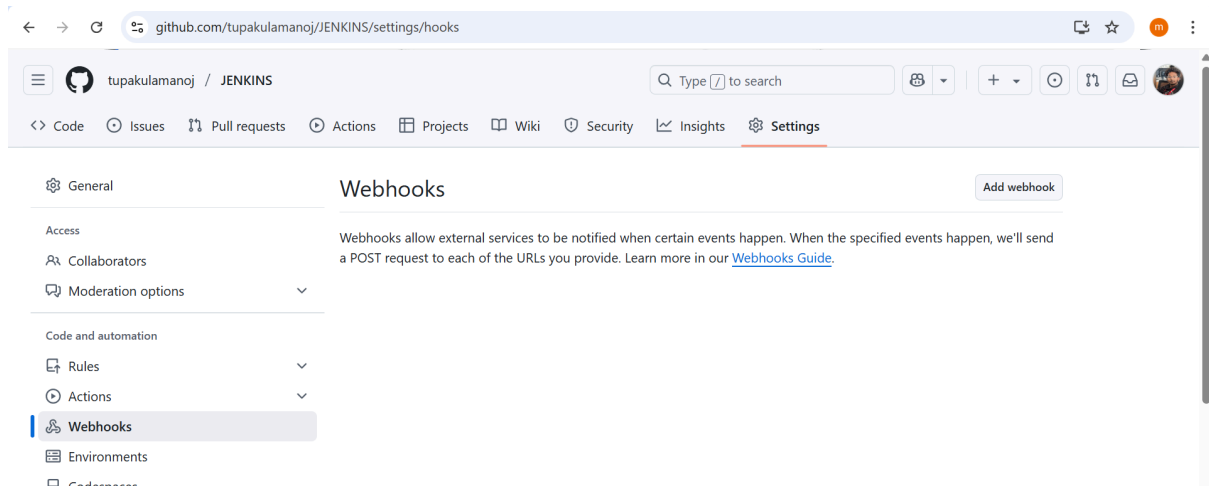 github.com/tupakulamanoj/JENKINS/settings/hooks
m
tupakulamanoj / JENKINS
Type / to search
<> Code Issues Pull requests Actions Projects Wiki Security Insights Settings
General
Webhooks
Add webhook
Access
Webhooks allow external services to be notified when certain events happen. When the specified events happen, we'll send
a POST request to each of the URLs you provide. Learn more in our Webhooks Guide.
Collaborators
Moderation options
Code and automation
Rules
Actions
Webhooks
Environments
Codespaces